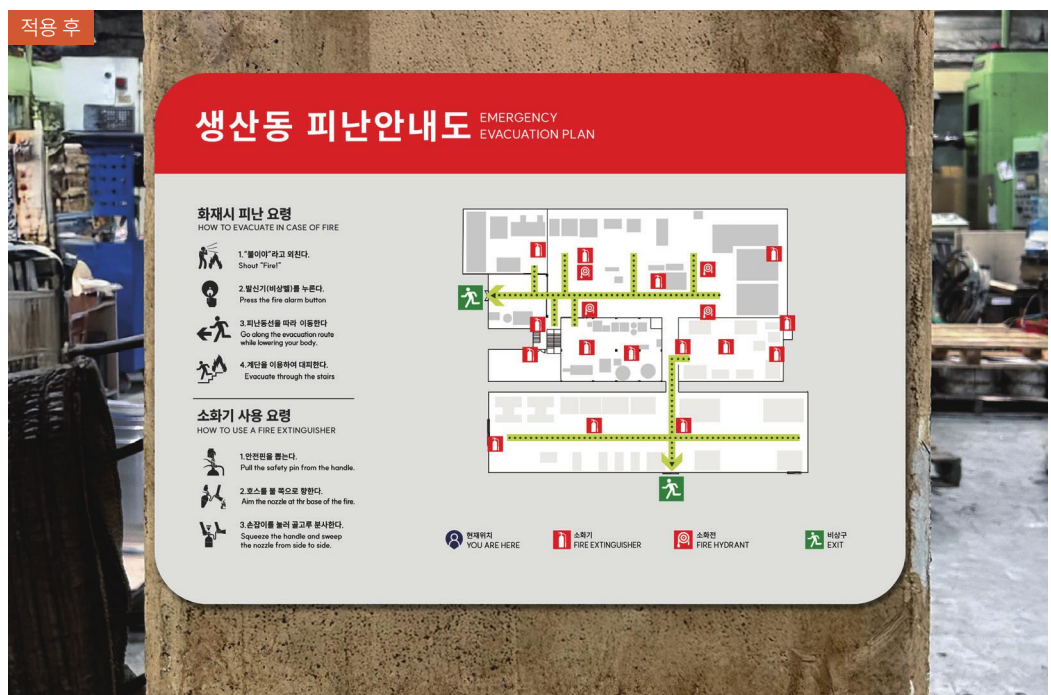 적용 후
생산동 피난안내도
EMERGENCY
EVACUATION PLAN
화재시 피난 요령
HOW TO EVACUATE IN CASE OF FIRE
1."불이야"라고 외친다.
Shout "Fire!"
2.발신기(비상벨)를 누른다.
Press the fire alarm button
3.피난동선을 따라 이동한다
Go along the evacuation route
while lowering your body.
4.계단을 이용하여 대피한다.
Evacuate through the stairs
소화기 사용 요령
HOW TO USE A FIRE EXTINGUISHER
1.안전핀을 뽑는다.
Pull the safety pin from the handle.
2.호스를 불 쪽으로 향한다.
Aim the nozzle at thr base of the fire.
3.손잡이를 눌러 골고루 분사한다.
Squeeze the handle and sweep
the nozzle from side to side.
현재위치
YOU ARE HERE
소화기
FIRE EXTINGUISHER
소화전
FIRE HYDRANT
비상구
EXIT